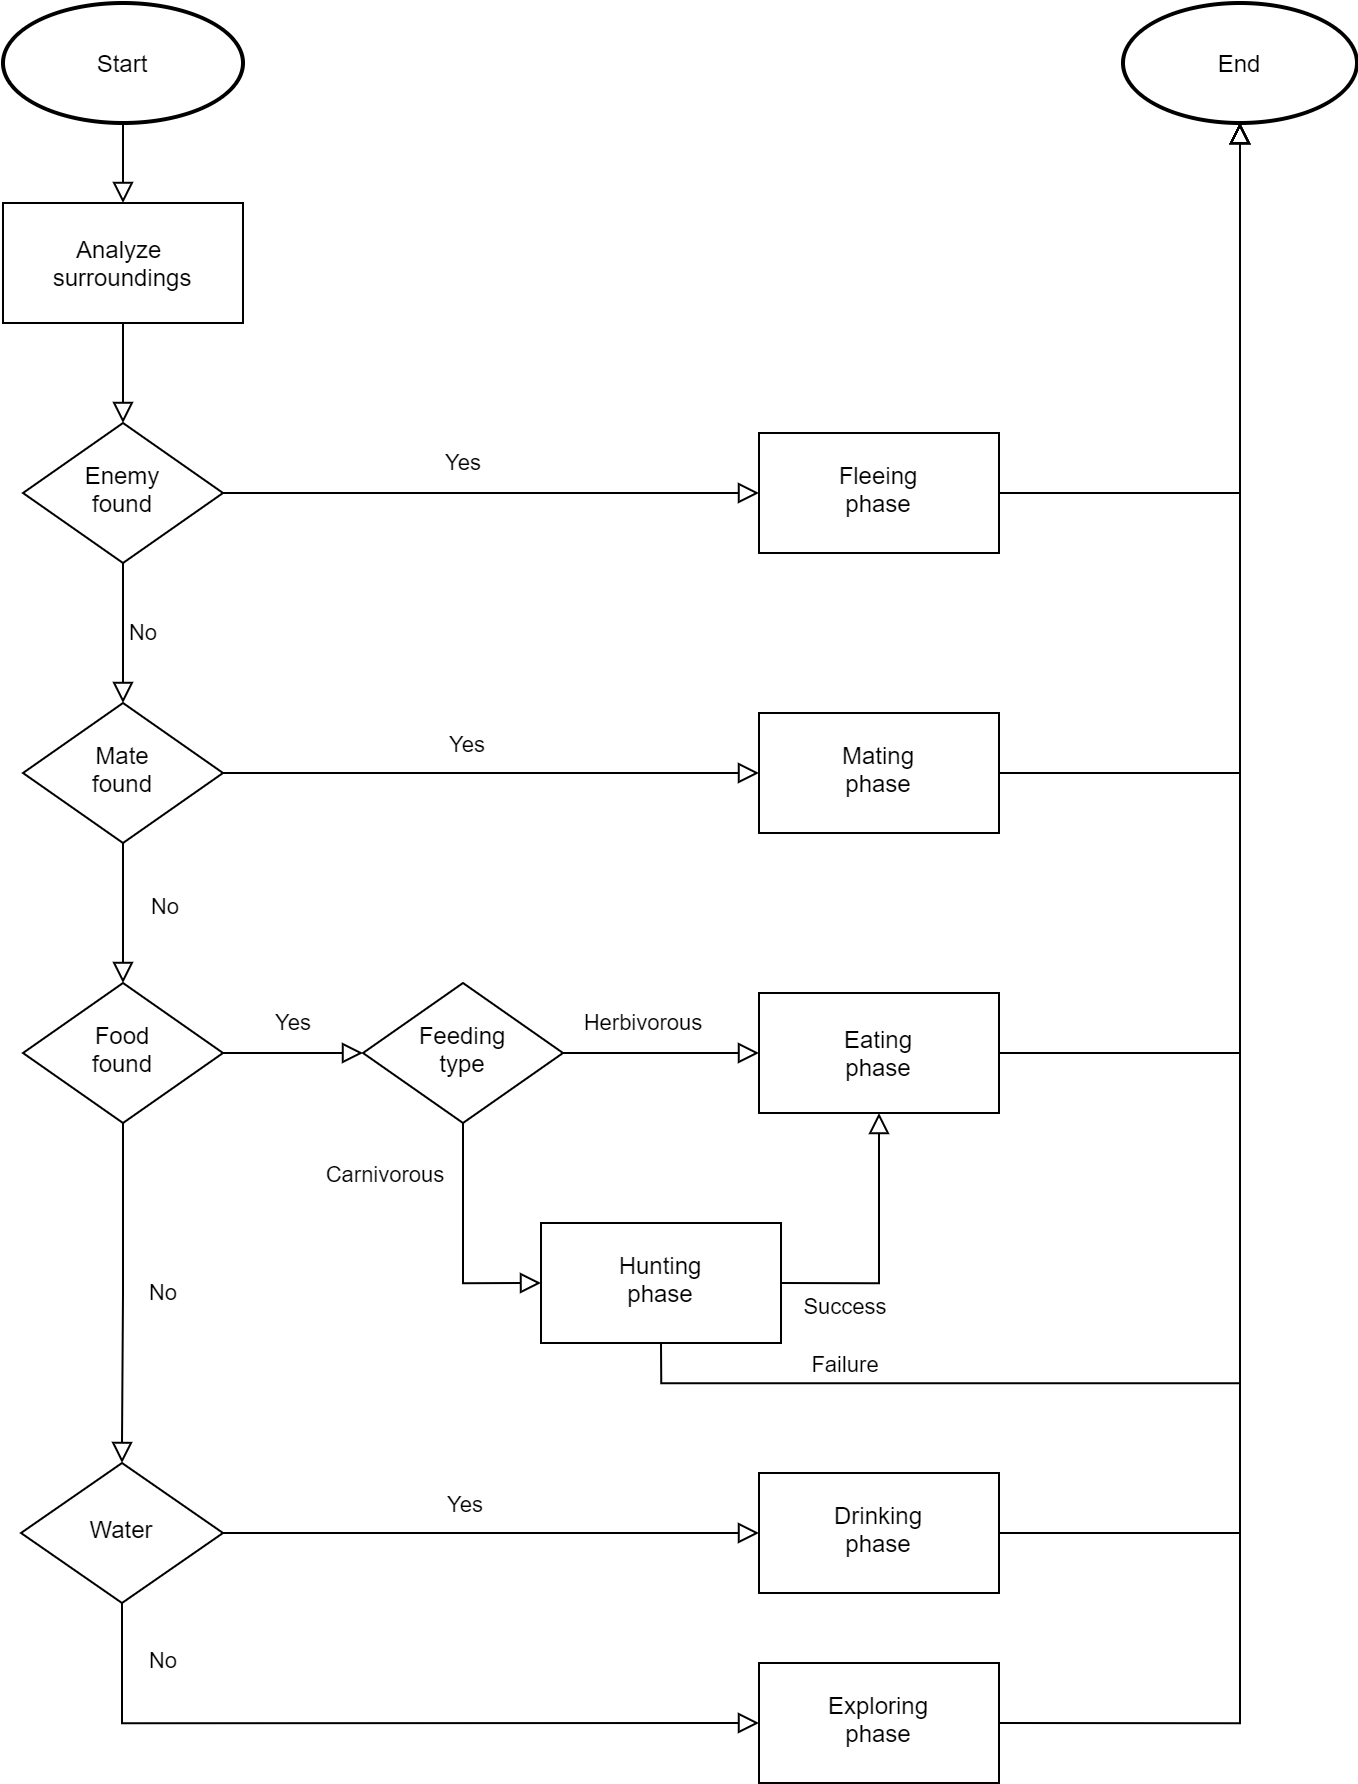 Start
End
Analyze
surroundings
Enemy
found
Yes
Fleeing
phase
No
Mate
found
Yes
Mating
phase
No
Food
found
Yes
Feeding
type
Herbivorous
Eating
phase
Carnivorous
Hunting
phase
Success
Failure
No
Water
Yes
Drinking
phase
No
Exploring
phase